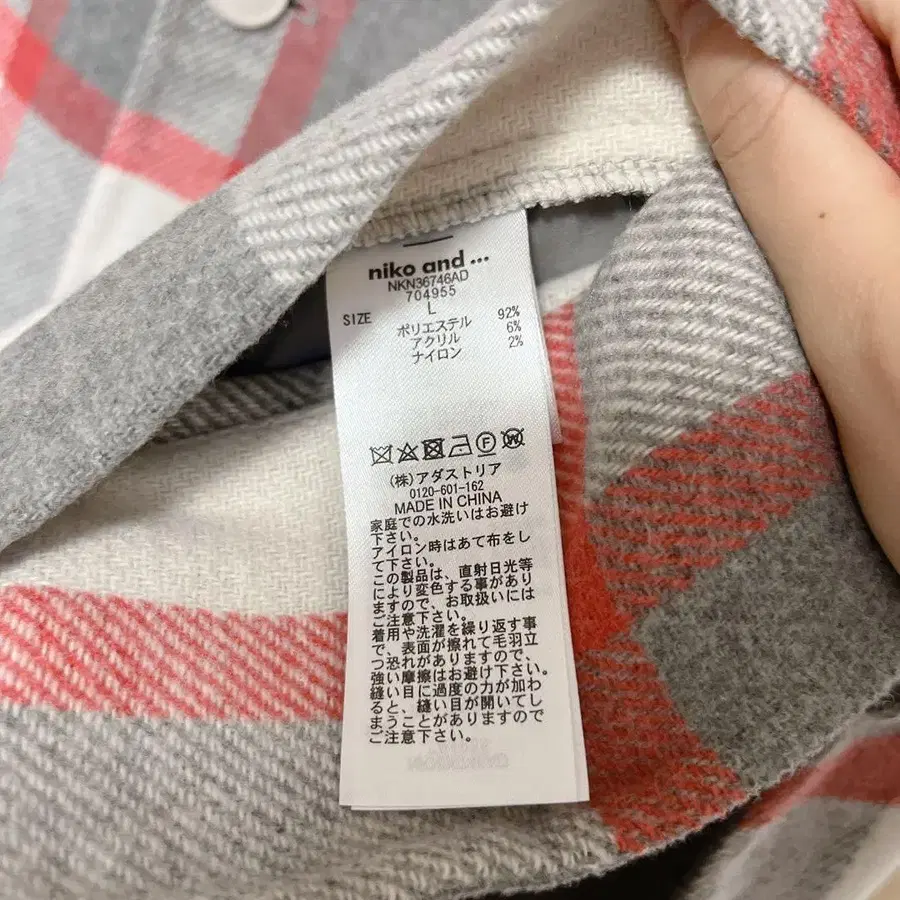 niko and ...
NKN36746AD
704955
SIZE L
ポリエステル 92%
アクリル 6%
ナイロン 2%
(株)アダストリア
0120-601-162
MADE IN CHINA
家庭での水洗いはお避け
下さい。
アイロン時はあて布をし
て下さい。
この製品は、直射日光等
により変色する事があり
ますので、お取扱いには
ご注意下さい。
着用や洗濯を繰り返す事
で、表面が擦れて毛羽立
つ恐れがありますので、
強い摩擦はお避け下さい。
縫い目に過度の力が加わ
ると、縫い目が開いてし
まうことがありますので
ご注意下さい。